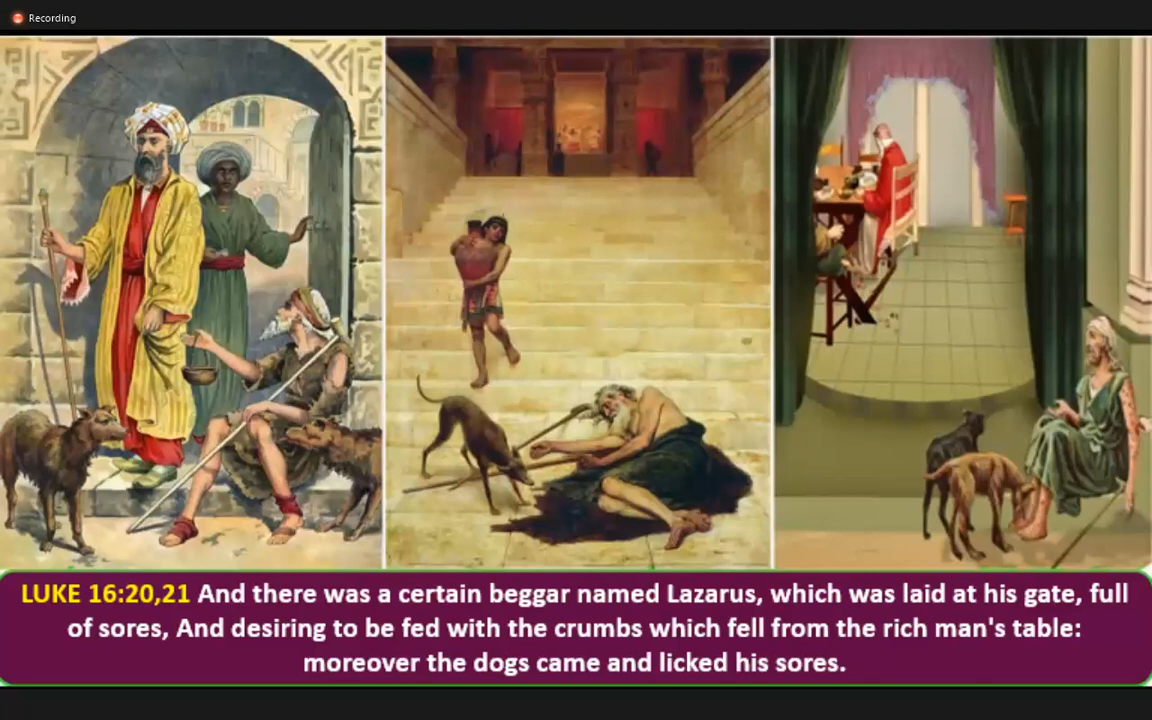 Recording
LUKE 16:20,21 And there was a certain beggar named Lazarus, which was laid at his gate, full
of sores, And desiring to be fed with the crumbs which fell from the rich man's table:
moreover the dogs came and licked his sores.